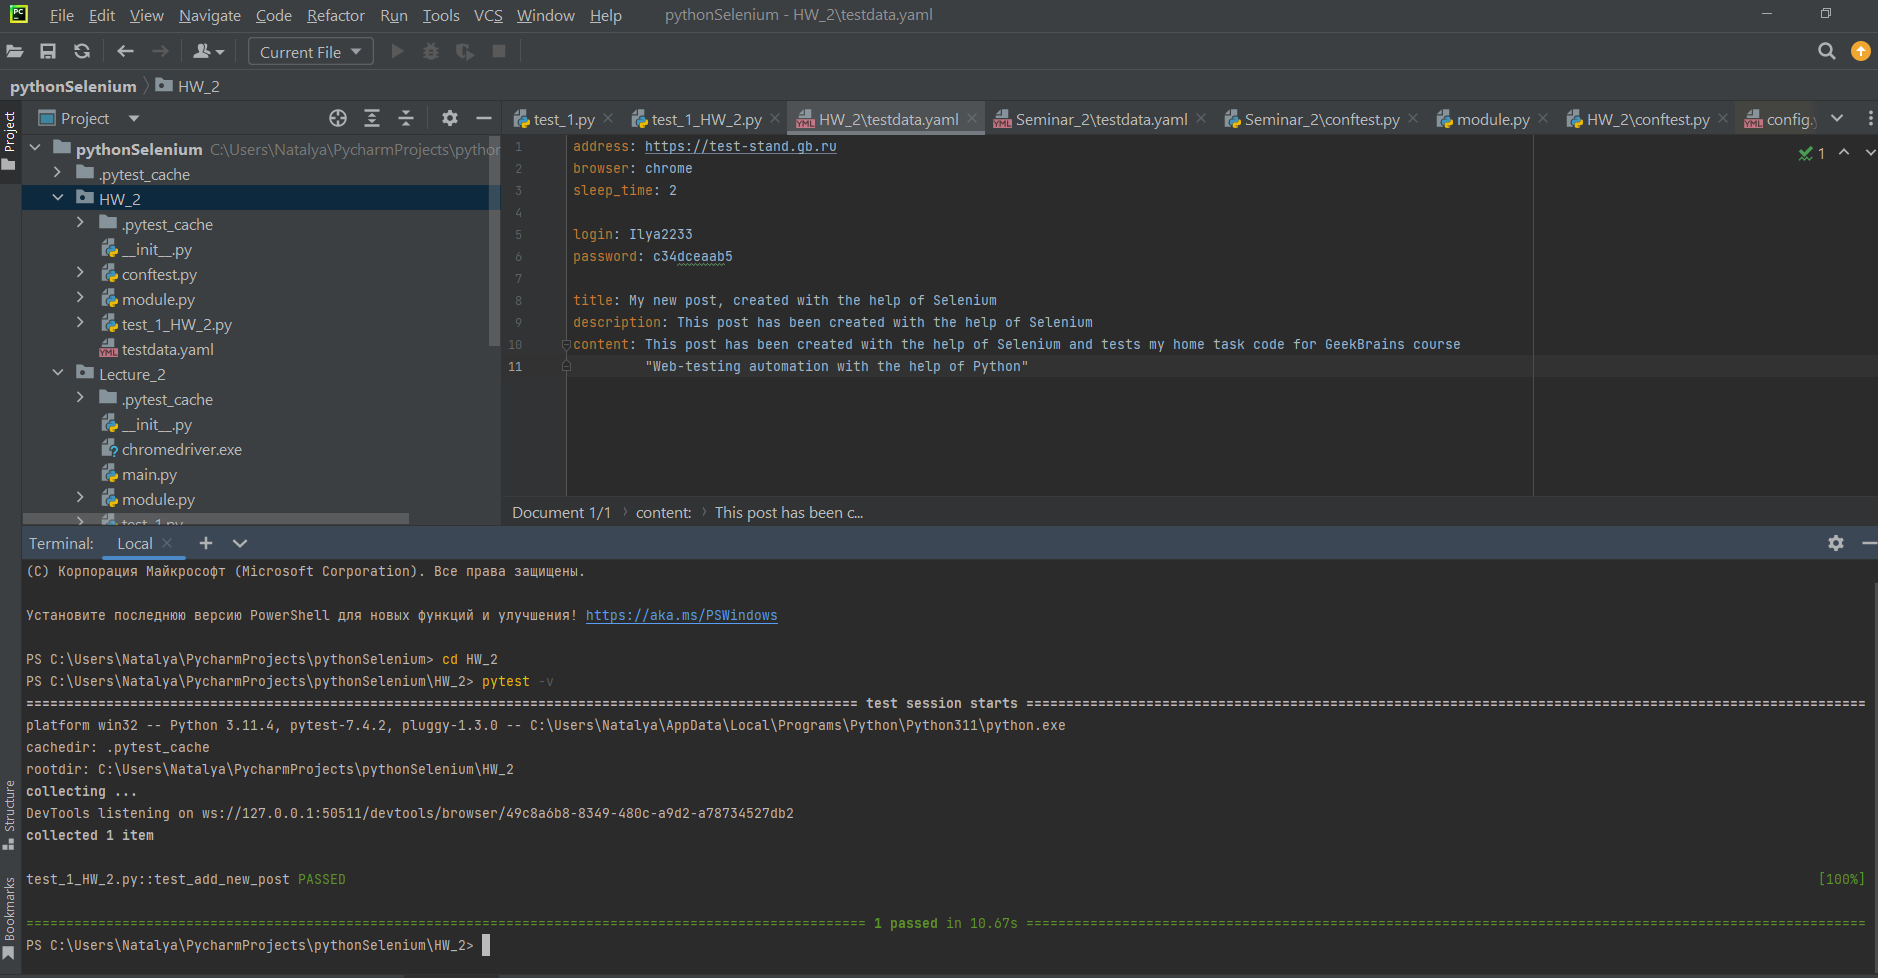 PC
File Edit View Navigate Code Refactor Run Tools VCS Window Help pythonSelenium - HW_2\testdata.yaml
Current File
pythonSelenium HW_2
Project
Project
test_1.py test_1_HW_2.py HW_2\testdata.yaml Seminar_2\testdata.yaml Seminar_2\conftest.py module.py HW_2\conftest.py config.
pythonSelenium C:\Users\Natalya\PycharmProjects\python
.pytest_cache
HW_2
.pytest_cache
__init__.py
conftest.py
module.py
test_1_HW_2.py
testdata.yaml
Lecture_2
.pytest_cache
__init__.py
chromedriver.exe
main.py
module.py
test_1.py
1 address: https://test-stand.gb.ru
2 browser: chrome
3 sleep_time: 2
4
5 login: Ilya2233
6 password: c34dceaab5
7
8 title: My new post, created with the help of Selenium
9 description: This post has been created with the help of Selenium
10 content: This post has been created with the help of Selenium and tests my home task code for GeekBrains course
11 "Web-testing automation with the help of Python"
1
Document 1/1 content: This post has been c...
Terminal: Local
(C) Корпорация Майкрософт (Microsoft Corporation). Все права защищены.
Установите последнюю версию PowerShell для новых функций и улучшения! https://aka.ms/PSWindows
PS C:\Users\Natalya\PycharmProjects\pythonSelenium> cd HW_2
PS C:\Users\Natalya\PycharmProjects\pythonSelenium\HW_2> pytest -v
test session starts
platform win32 -- Python 3.11.4, pytest-7.4.2, pluggy-1.3.0 -- C:\Users\Natalya\AppData\Local\Programs\Python\Python311\python.exe
cachedir: .pytest_cache
rootdir: C:\Users\Natalya\PycharmProjects\pythonSelenium\HW_2
collecting ...
DevTools listening on ws://127.0.0.1:50511/devtools/browser/49c8a6b8-8349-480c-a9d2-a78734527db2
collected 1 item
test_1_HW_2.py::test_add_new_post PASSED [100%]
1 passed in 10.67s
PS C:\Users\Natalya\PycharmProjects\pythonSelenium\HW_2>
Structure
Bookmarks